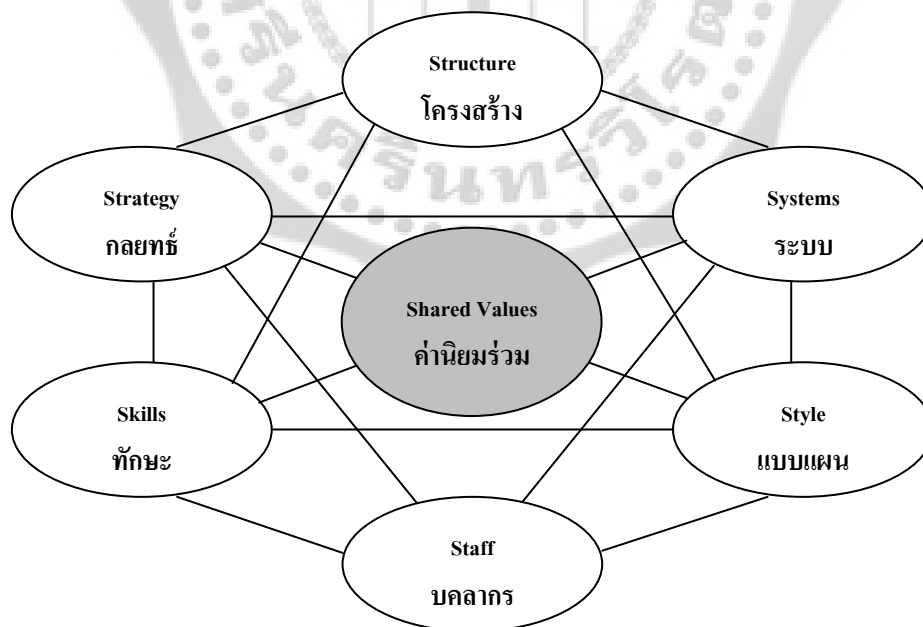 Structure
โครงสร้าง
Strategy
กลยทธ์
Systems
ระบบ
Shared Values
ค่านิยมร่วม
Skills
ทักษะ
Style
แบบแผน
Staff
บคลากร